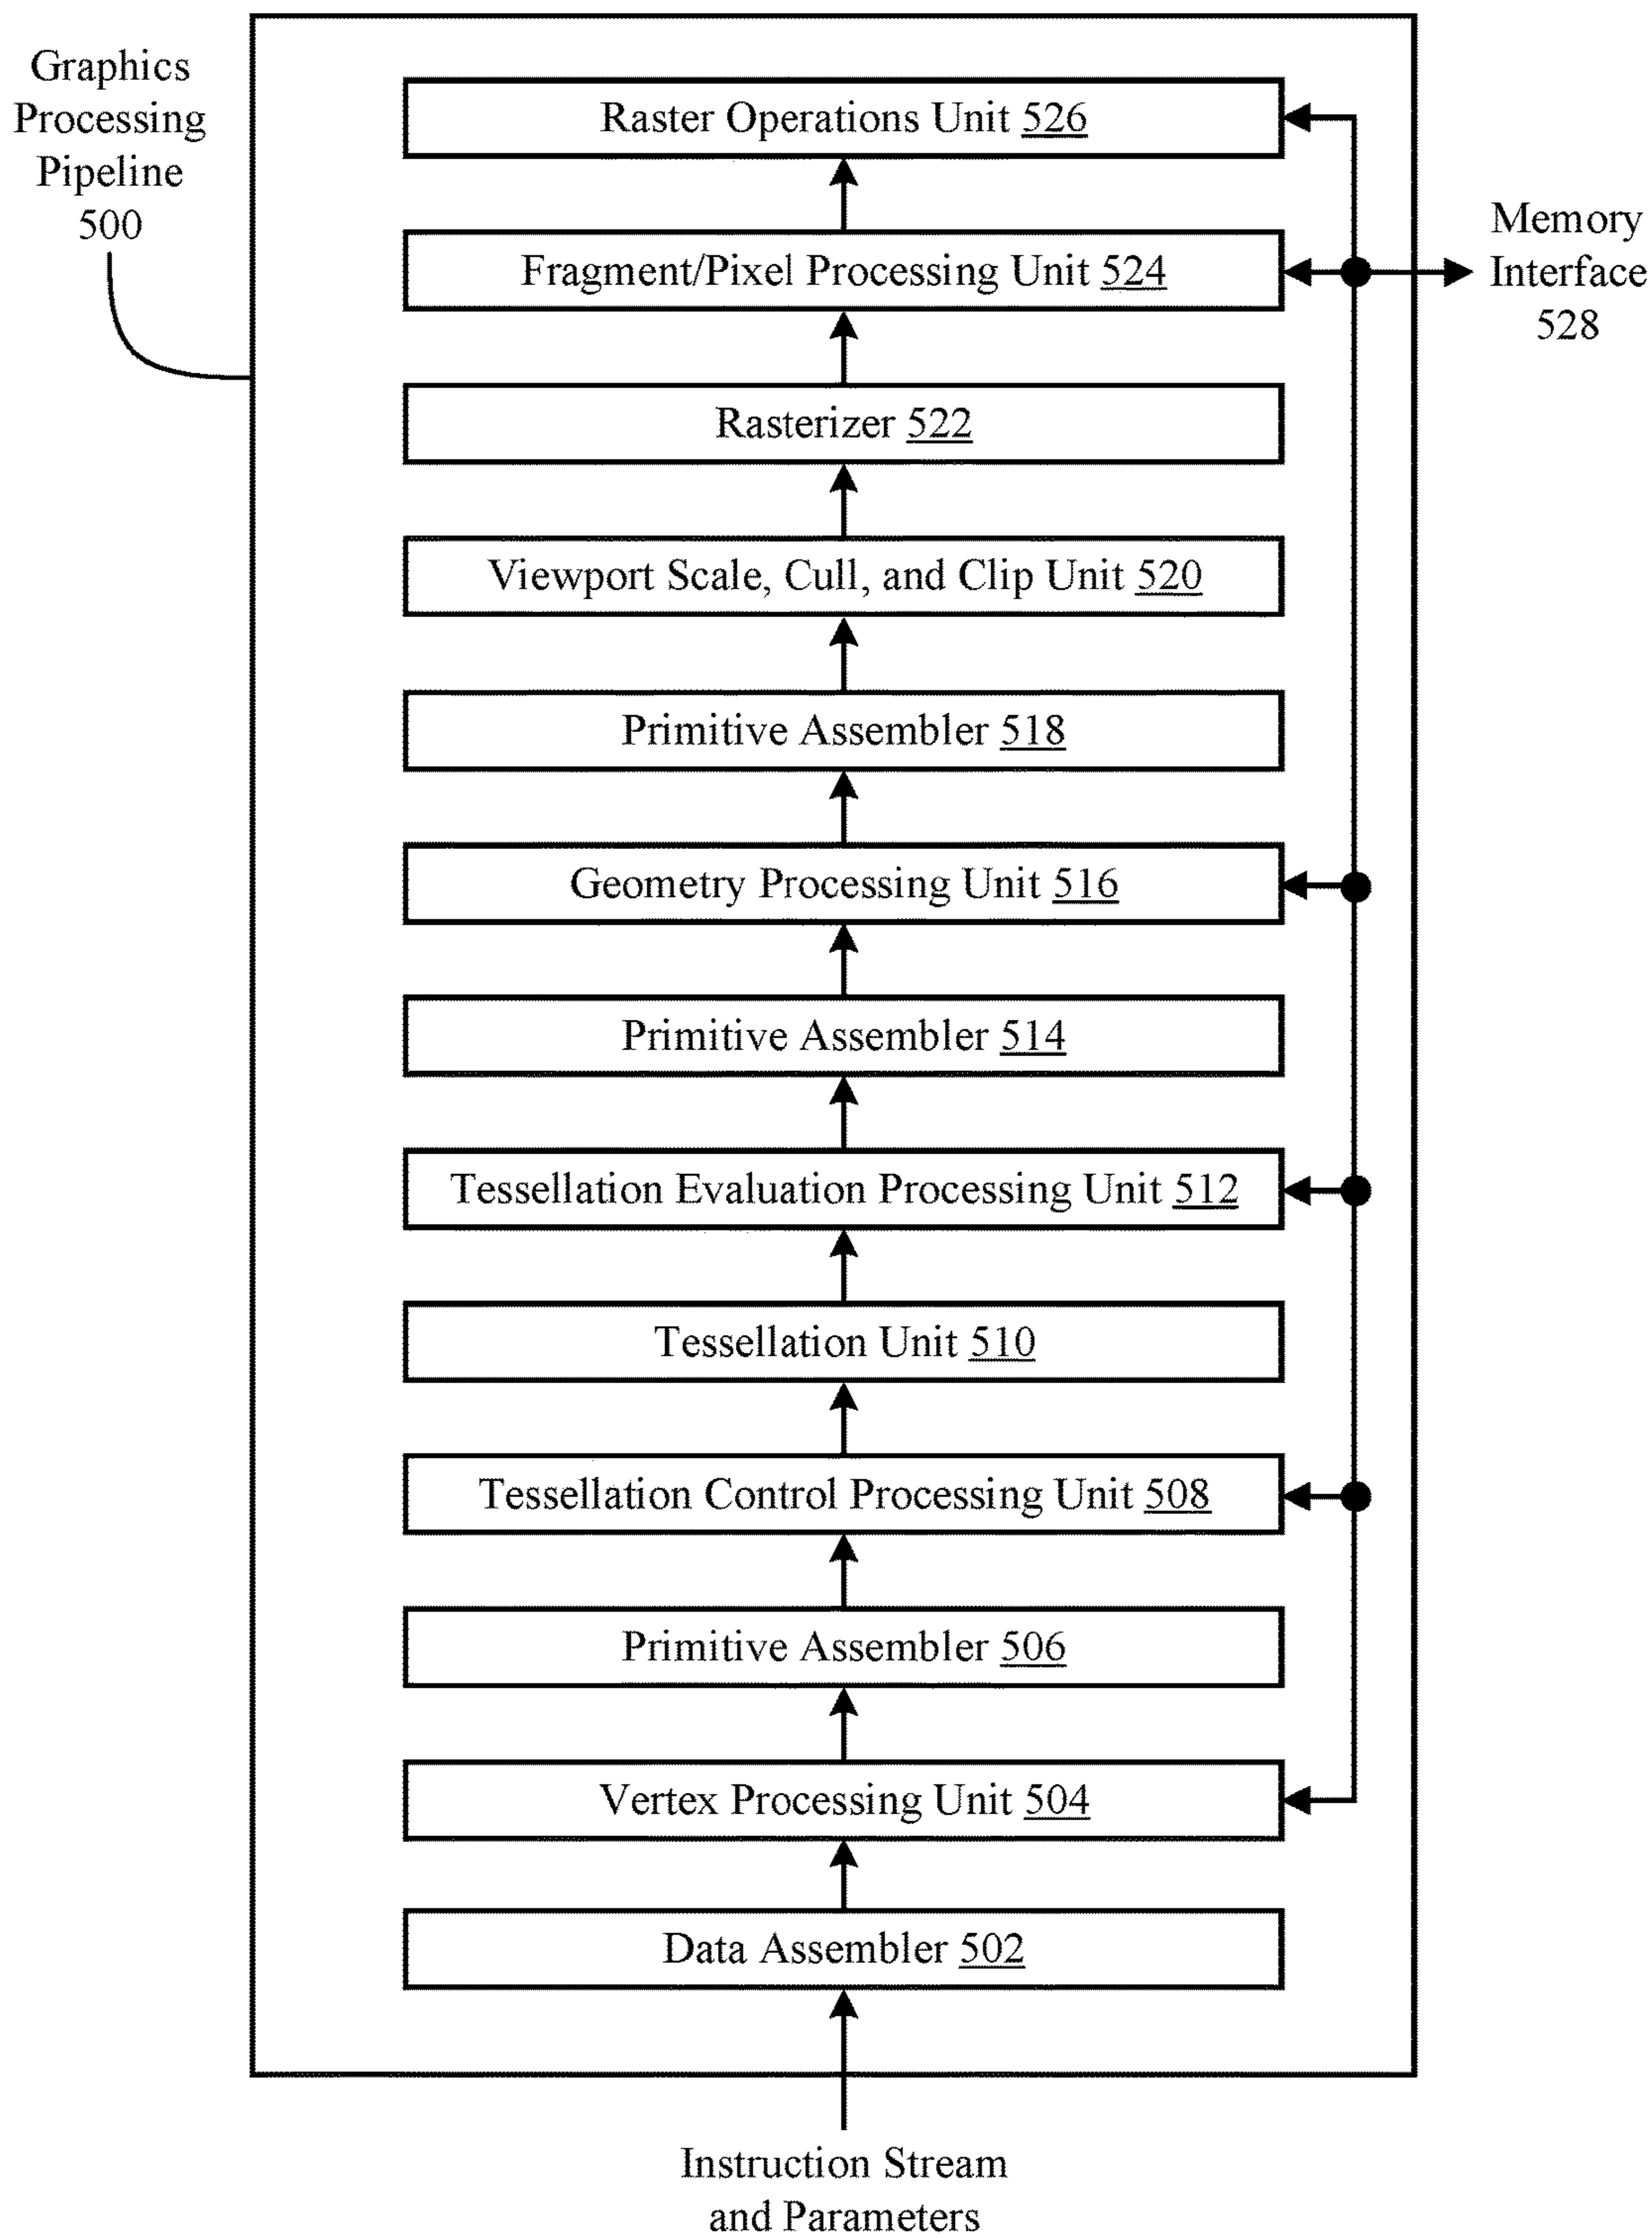 Graphics
Processing
Pipeline
500
Raster Operations Unit 526
Fragment/Pixel Processing Unit 524
Memory
Interface
528
Rasterizer 522
Viewport Scale, Cull, and Clip Unit 520
Primitive Assembler 518
Geometry Processing Unit 516
Primitive Assembler 514
Tessellation Evaluation Processing Unit 512
Tessellation Unit 510
Tessellation Control Processing Unit 508
Primitive Assembler 506
Vertex Processing Unit 504
Data Assembler 502
Instruction Stream
and Parameters